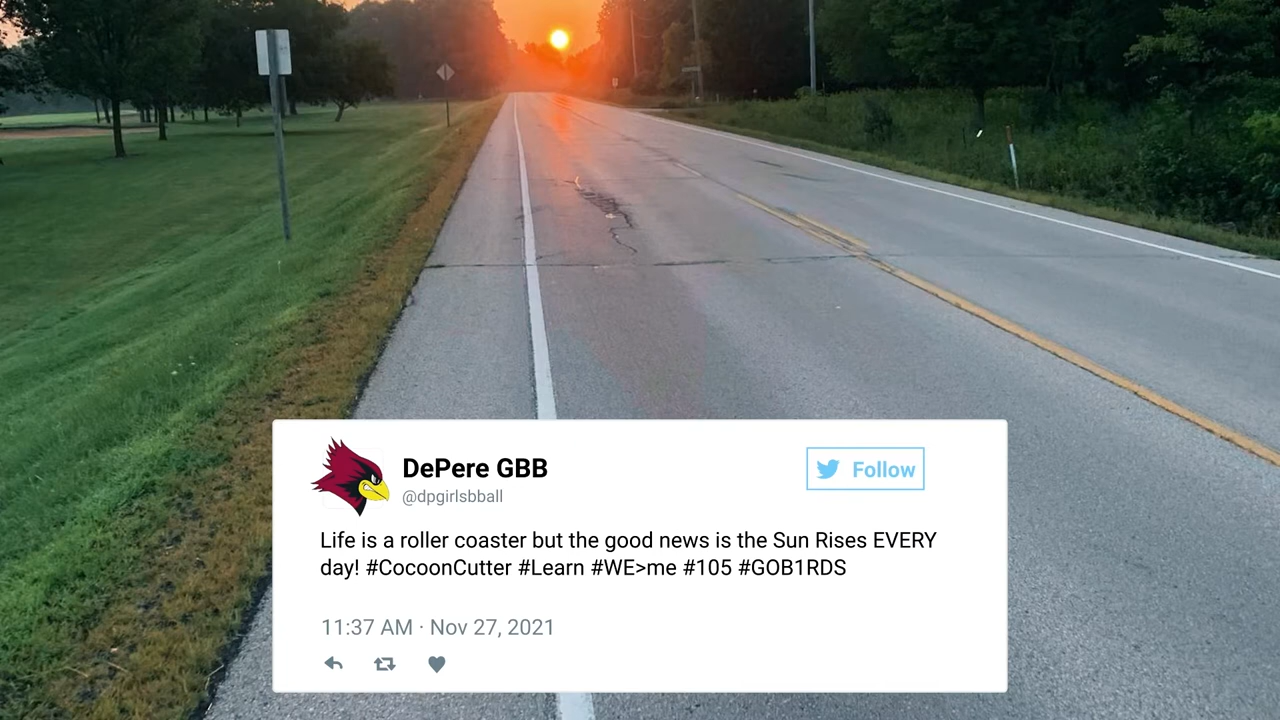 DePere GBB
@dpgirlsbball
Follow
Life is a roller coaster but the good news is the Sun Rises EVERY
day! #CocoonCutter #Learn #WE>me #105 #GOB1RDS
11:37 AM · Nov 27, 2021